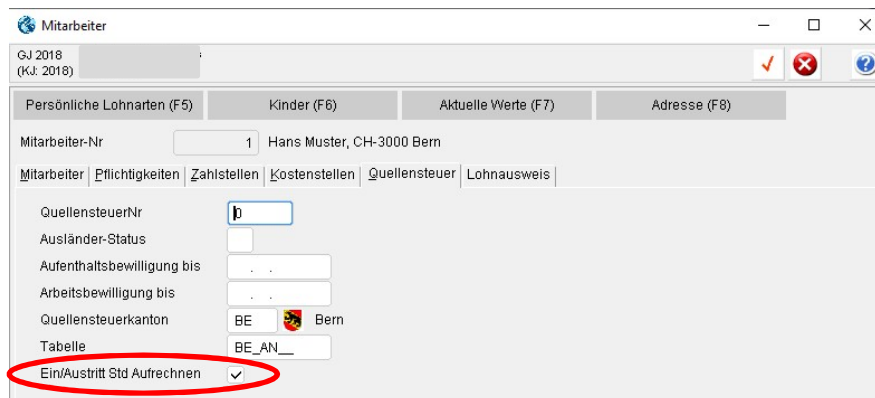 Mitarbeiter
GJ 2018
(KJ: 2018)
Persönliche Lohnarten (F5) Kinder (F6) Aktuelle Werte (F7) Adresse (F8)
Mitarbeiter-Nr 1 Hans Muster, CH-3000 Bern
Mitarbeiter Pflichtigkeiten Zahlstellen Kostenstellen Quellensteuer Lohnausweis
QuellensteuerNr 0
Ausländer-Status
Aufenthaltsbewilligung bis . .
Arbeitsbewilligung bis . .
Quellensteuerkanton BE Bern
Tabelle BE_AN__
Ein/Austritt Std Aufrechnen